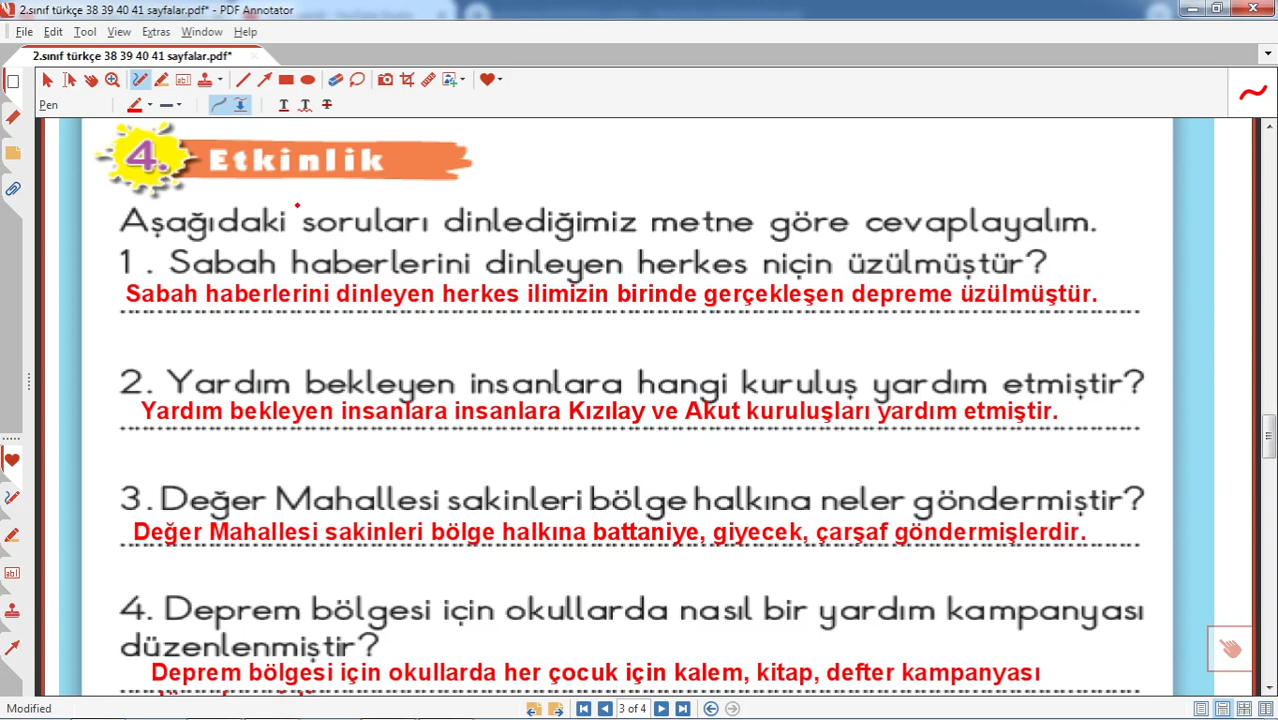 2.sınıf türkçe 38 39 40 41 sayfalar.pdf* - PDF Annotator
File Edit Tool View Extras Window Help
2.sınıf türkçe 38 39 40 41 sayfalar.pdf*
Pen
4. Etkinlik
Aşağıdaki soruları dinlediğimiz metne göre cevaplayalım.
1 . Sabah haberlerini dinleyen herkes niçin üzülmüştür?
Sabah haberlerini dinleyen herkes ilimizin birinde gerçekleşen depreme üzülmüştür.
2. Yardım bekleyen insanlara hangi kuruluş yardım etmiştir?
Yardım bekleyen insanlara insanlara Kızılay ve Akut kuruluşları yardım etmiştir.
3. Değer Mahallesi sakinleri bölge halkına neler göndermiştir?
Değer Mahallesi sakinleri bölge halkına battaniye, giyecek, çarşaf göndermişlerdir.
4. Deprem bölgesi için okullarda nasıl bir yardım kampanyası
düzenlenmiştir?
Deprem bölgesi için okullarda her çocuk için kalem, kitap, defter kampanyası
Modified
3 of 4